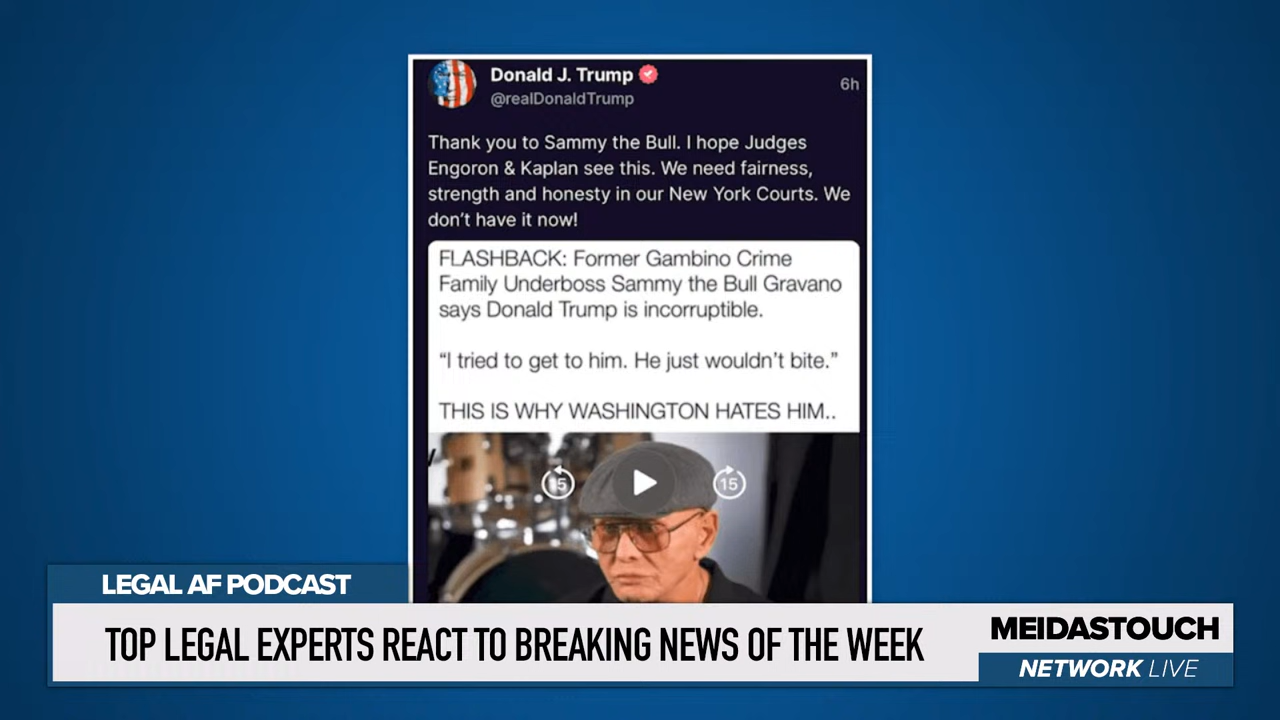 Donald J. Trump
@realDonaldTrump
6h
Thank you to Sammy the Bull. I hope Judges
Engoron & Kaplan see this. We need fairness,
strength and honesty in our New York Courts. We
don't have it now!
FLASHBACK: Former Gambino Crime
Family Underboss Sammy the Bull Gravano
says Donald Trump is incorruptible.
“I tried to get to him. He just wouldn't bite.”
THIS IS WHY WASHINGTON HATES HIM..
15
15
LEGAL AF PODCAST
TOP LEGAL EXPERTS REACT TO BREAKING NEWS OF THE WEEK
MEIDASTOUCH
NETWORK LIVE